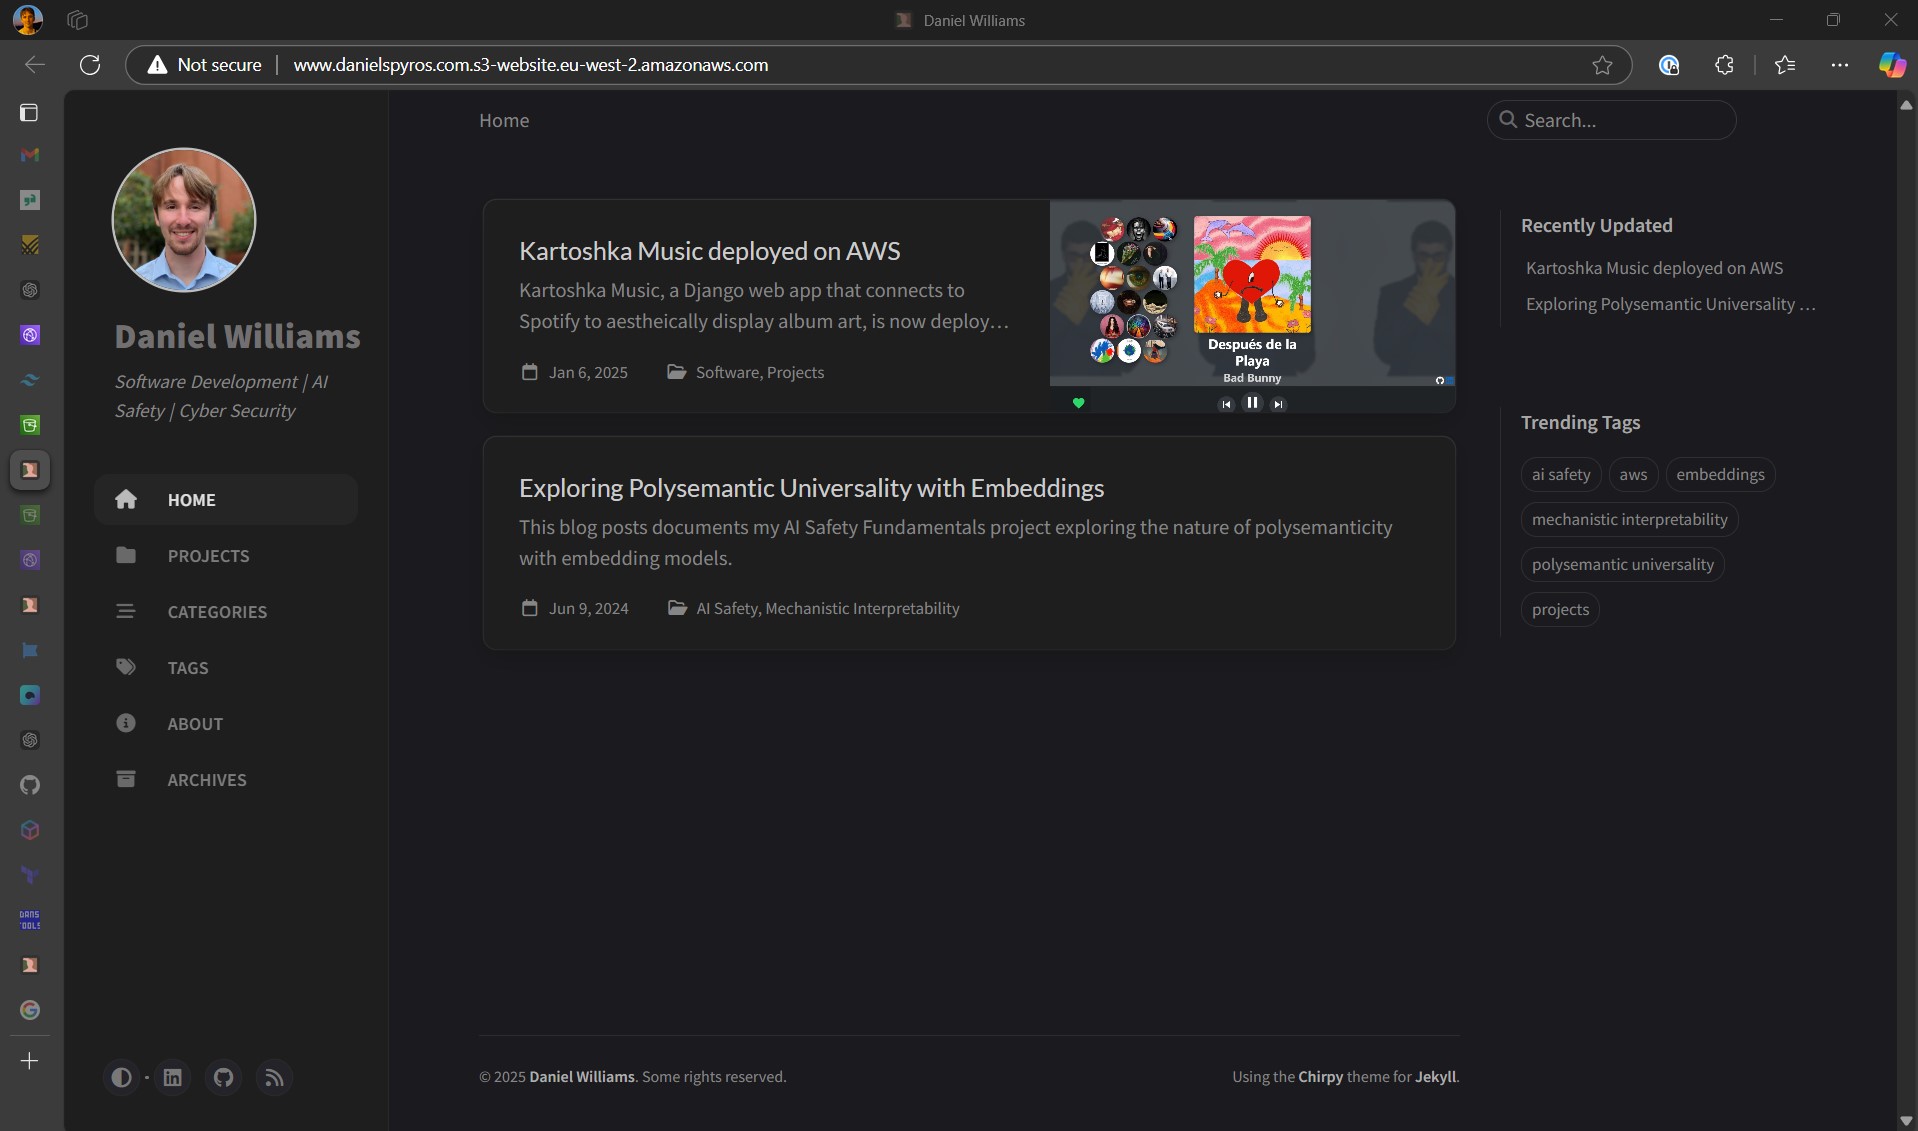 Daniel Williams
Not secure
www.danielspyros.com.s3-website.eu-west-2.amazonaws.com
Home
Search...
Daniel Williams
Software Development | AI
Safety | Cyber Security
HOME
PROJECTS
CATEGORIES
TAGS
ABOUT
ARCHIVES
Kartoshka Music deployed on AWS
Kartoshka Music, a Django web app that connects to
Spotify to aestheically display album art, is now deploy…
Jan 6, 2025
Software, Projects
Después de la
Playa
Bad Bunny
Exploring Polysemantic Universality with Embeddings
This blog posts documents my AI Safety Fundamentals project exploring the nature of polysemanticity
with embedding models.
Jun 9, 2024
AI Safety, Mechanistic Interpretability
Recently Updated
Kartoshka Music deployed on AWS
Exploring Polysemantic Universality …
Trending Tags
ai safety
aws
embeddings
mechanistic interpretability
polysemantic universality
projects
DANS
TOOLS
© 2025 Daniel Williams. Some rights reserved.
Using the Chirpy theme for Jekyll.